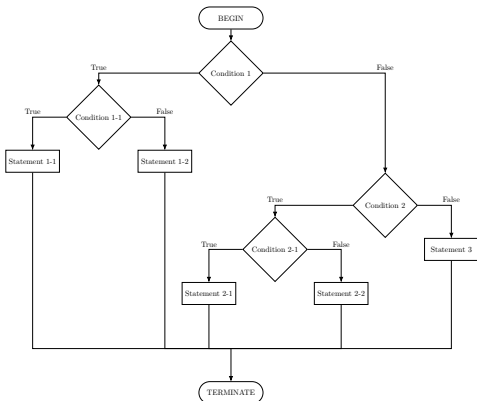 BEGIN
Condition 1
True
False
Condition 1-1
True
False
Statement 1-1
Statement 1-2
Condition 2
True
False
Condition 2-1
Statement 3
True
False
Statement 2-1
Statement 2-2
TERMINATE